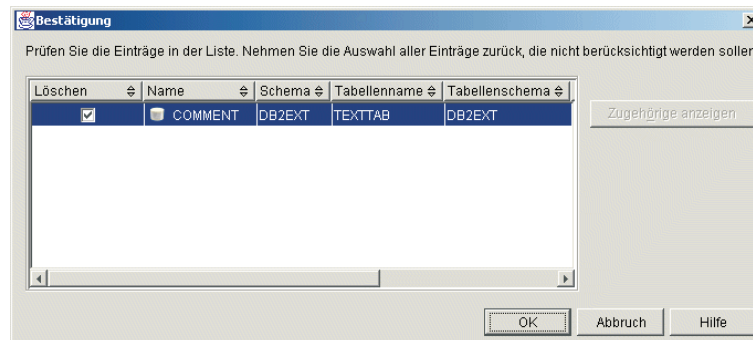 Bestätigung
Prüfen Sie die Einträge in der Liste. Nehmen Sie die Auswahl aller Einträge zurück, die nicht berücksichtigt werden soller
Löschen Name Schema Tabellenname Tabellenschema
COMMENT DB2EXT TEXTTAB DB2EXT
Zugehörige anzeigen
OK Abbruch Hilfe